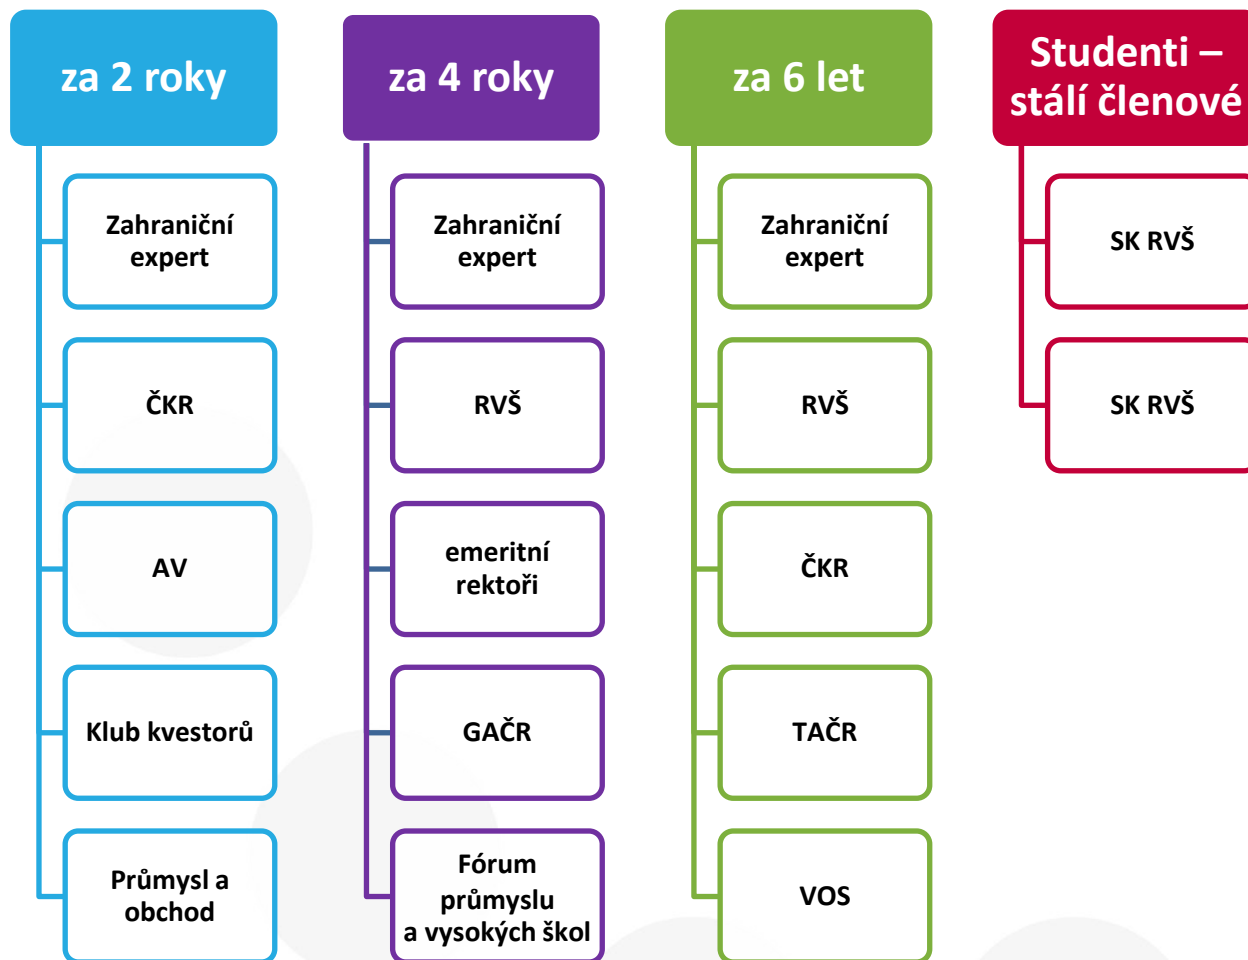 za 2 roky
Zahraniční
expert
ČKR
AV
Klub kvestorů
Průmysl a
obchod
za 4 roky
Zahraniční
expert
RVŠ
emeritní
rektoři
GAČR
Fórum
průmyslu
a vysokých škol
za 6 let
Zahraniční
expert
RVŠ
ČKR
TAČR
VOS
Studenti –
stálí členové
SK RVŠ
SK RVŠ